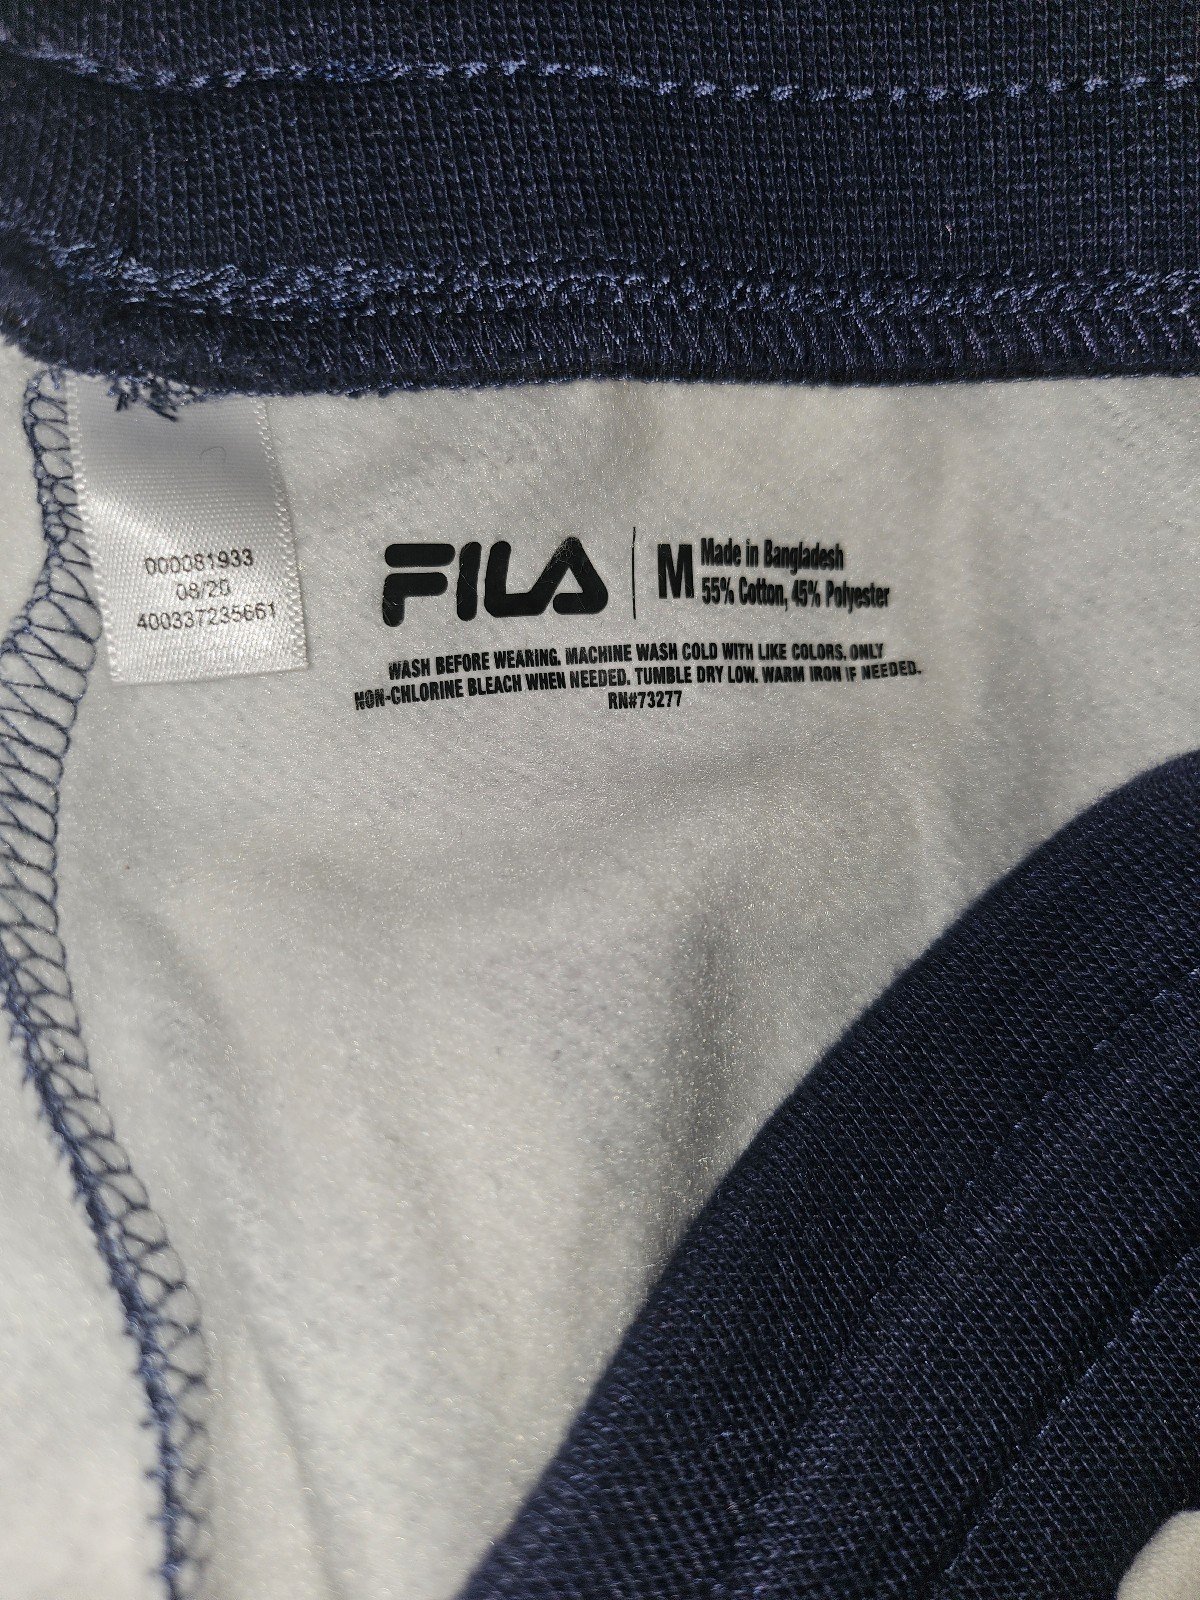 000081933
08/20
400337235661
FILA
M
Made in Bangladesh
55% Cotton, 45% Polyester
WASH BEFORE WEARING. MACHINE WASH COLD WITH LIKE COLORS. ONLY
NON-CHLORINE BLEACH WHEN NEEDED. TUMBLE DRY LOW. WARM IRON IF NEEDED.
RN#73277